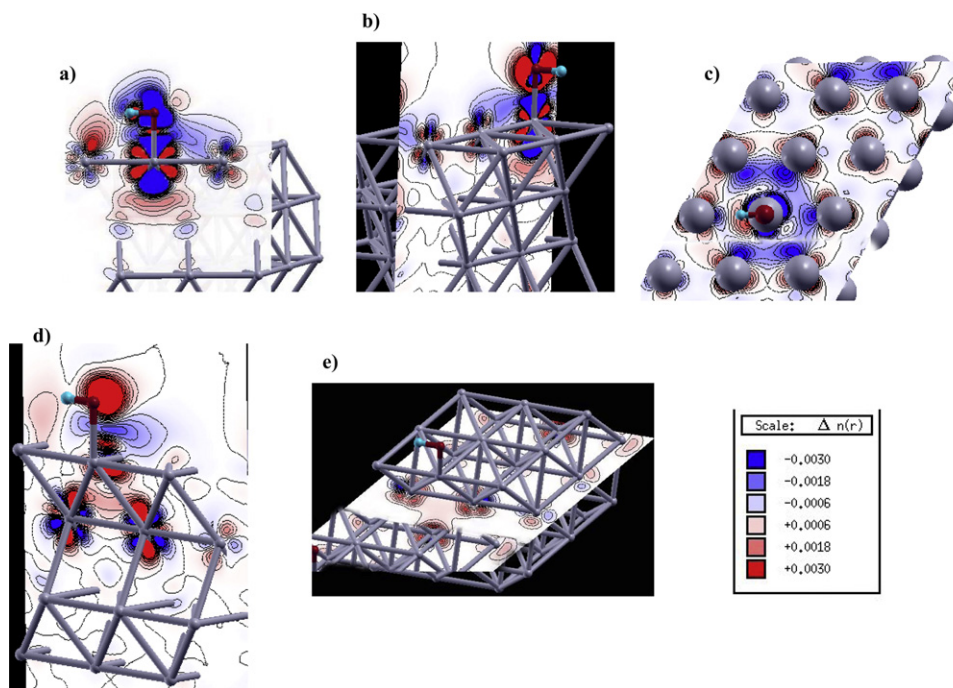 a)
b)
c)
d)
e)
Scale: Δ n(r)
-0.0030
-0.0018
-0.0006
+0.0006
+0.0018
+0.0030